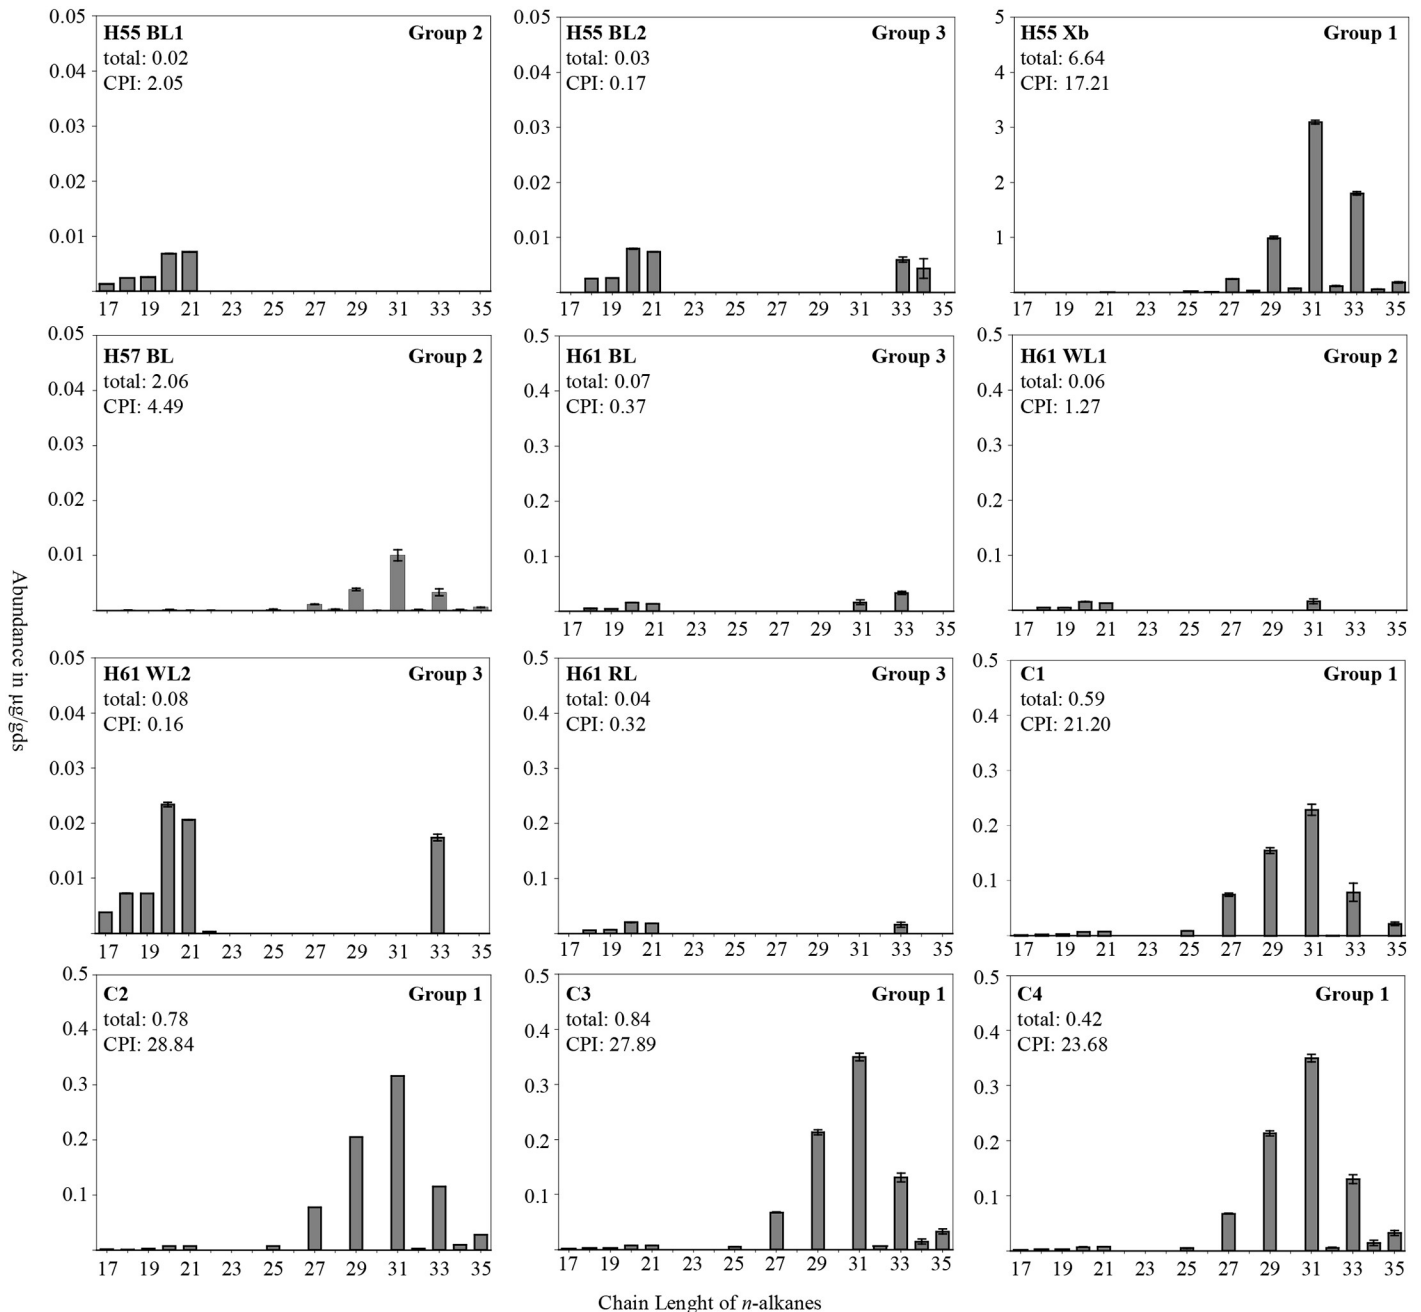 H55 BL1 Group 2
total: 0.02
CPI: 2.05
0.05
0.04
0.03
0.02
0.01
17 19 21 23 25 27 29 31 33 35
H55 BL2 Group 3
total: 0.03
CPI: 0.17
0.05
0.04
0.03
0.02
0.01
17 19 21 23 25 27 29 31 33 35
H55 Xb Group 1
total: 6.64
CPI: 17.21
5
4
3
2
1
17 19 21 23 25 27 29 31 33 35
H57 BL Group 2
total: 2.06
CPI: 4.49
0.05
0.04
0.03
0.02
0.01
17 19 21 23 25 27 29 31 33 35
H61 BL Group 3
total: 0.07
CPI: 0.37
0.5
0.4
0.3
0.2
0.1
17 19 21 23 25 27 29 31 33 35
H61 WL1 Group 2
total: 0.06
CPI: 1.27
0.5
0.4
0.3
0.2
0.1
17 19 21 23 25 27 29 31 33 35
Abundance in µg/gds
H61 WL2 Group 3
total: 0.08
CPI: 0.16
0.05
0.04
0.03
0.02
0.01
17 19 21 23 25 27 29 31 33 35
H61 RL Group 3
total: 0.04
CPI: 0.32
0.5
0.4
0.3
0.2
0.1
17 19 21 23 25 27 29 31 33 35
C1 Group 1
total: 0.59
CPI: 21.20
0.5
0.4
0.3
0.2
0.1
17 19 21 23 25 27 29 31 33 35
C2 Group 1
total: 0.78
CPI: 28.84
0.5
0.4
0.3
0.2
0.1
17 19 21 23 25 27 29 31 33 35
C3 Group 1
total: 0.84
CPI: 27.89
0.5
0.4
0.3
0.2
0.1
17 19 21 23 25 27 29 31 33 35
C4 Group 1
total: 0.42
CPI: 23.68
0.5
0.4
0.3
0.2
0.1
17 19 21 23 25 27 29 31 33 35
Chain Lenght of n-alkanes